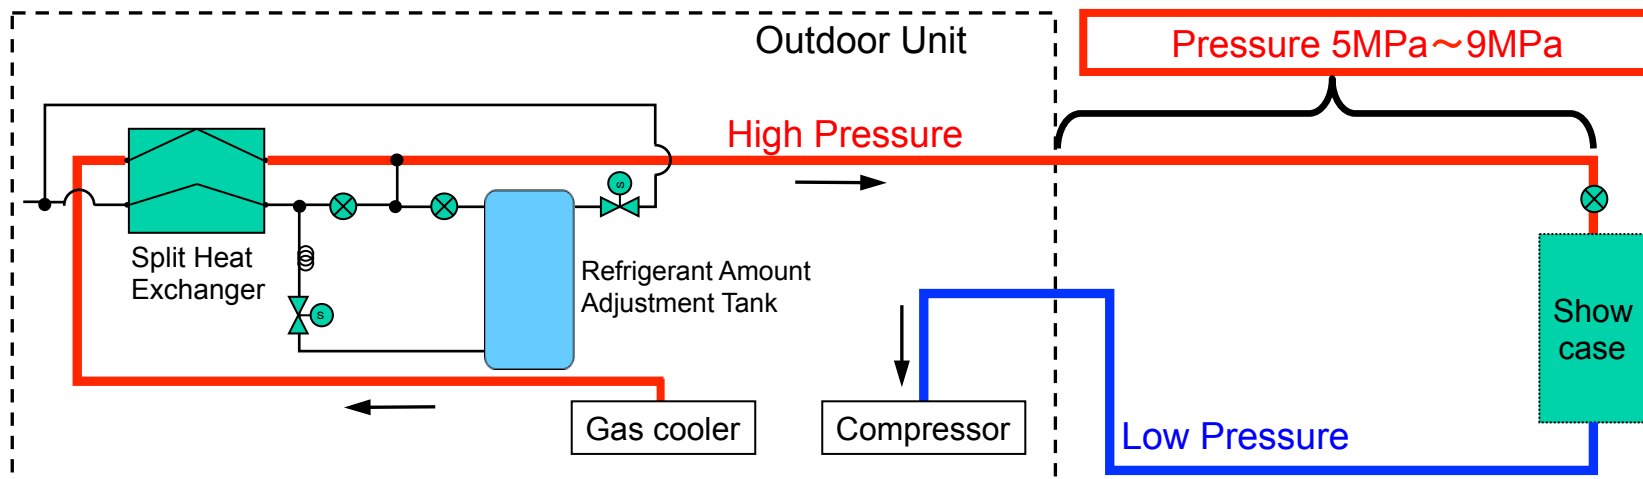 Outdoor Unit
Pressure 5MPa～9MPa
High Pressure
s
Split Heat
Exchanger
Refrigerant Amount
Adjustment Tank
s
Show
case
Gas cooler
Compressor
Low Pressure